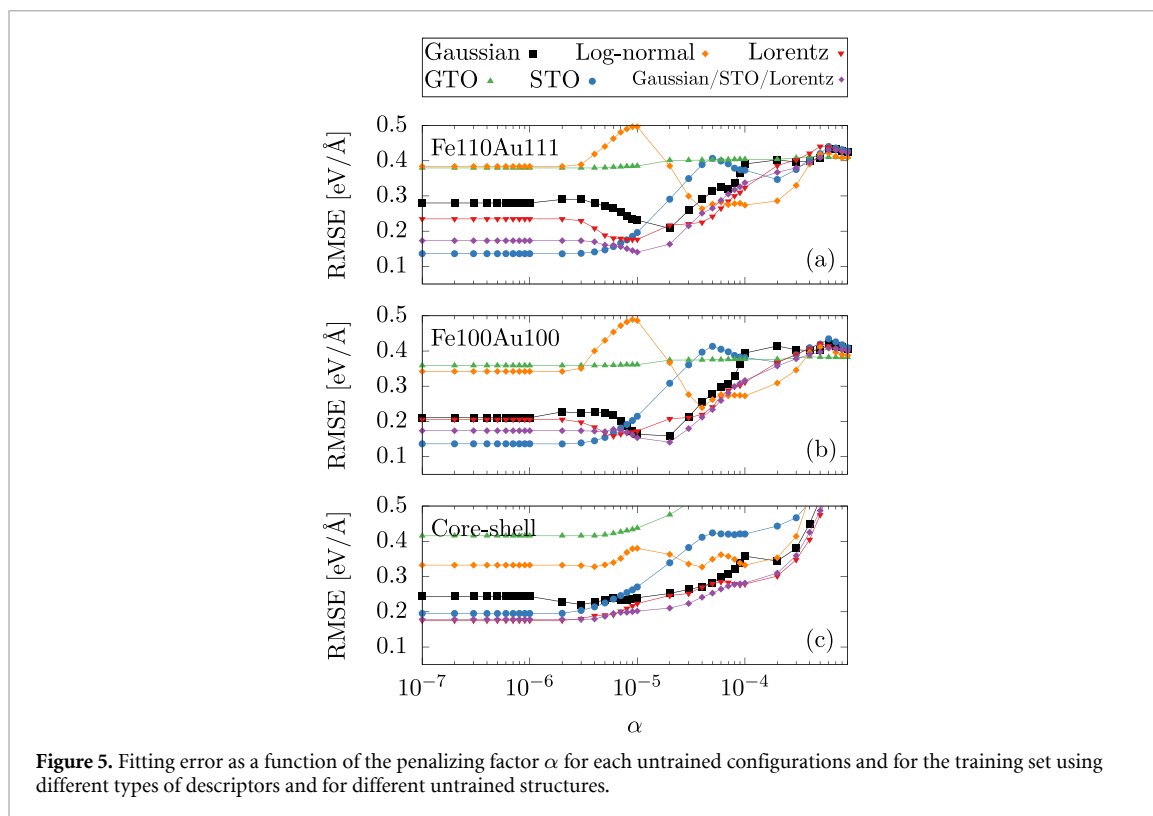 Gaussian Log-normal Lorentz
GTO STO Gaussian/STO/Lorentz
0.5
Fe110Au111
0.4
0.3
0.2
0.1
RMSE [eV/Å]
(a)
0.5
Fe100Au100
0.4
0.3
0.2
0.1
RMSE [eV/Å]
(b)
0.5
Core-shell
0.4
0.3
0.2
0.1
RMSE [eV/Å]
(c)
10⁻⁷ 10⁻⁶ 10⁻⁵ 10⁻⁴
α
Figure 5. Fitting error as a function of the penalizing factor α for each untrained configurations and for the training set using
different types of descriptors and for different untrained structures.